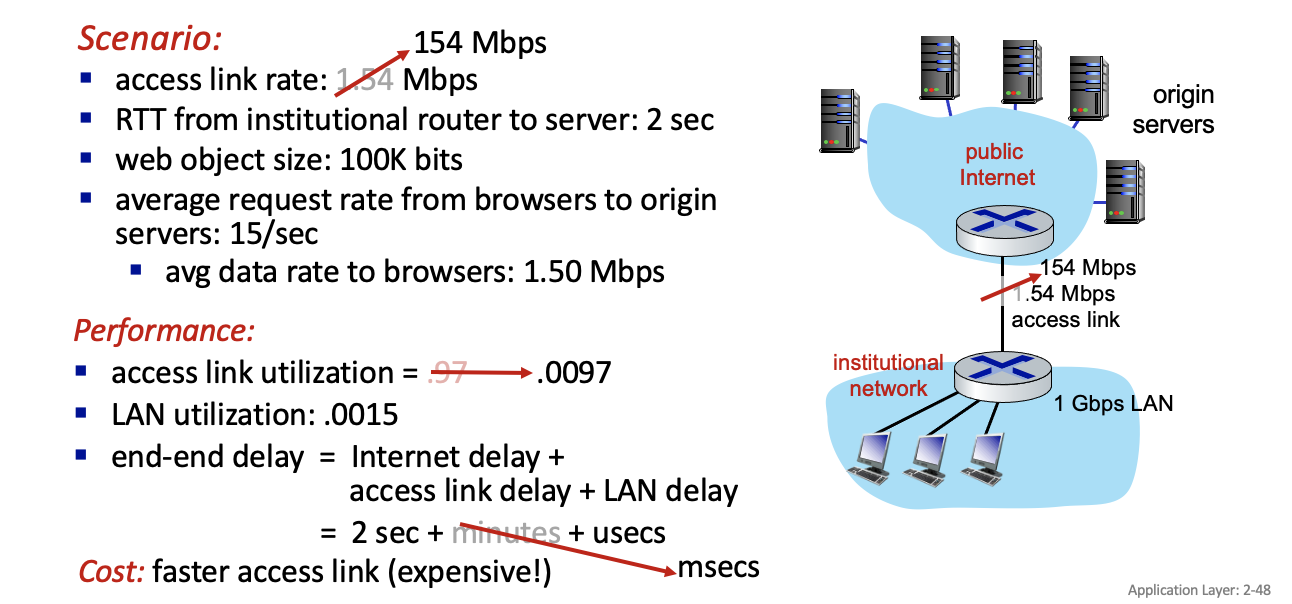 Scenario:
154 Mbps
▪ access link rate: 1.54 Mbps
▪ RTT from institutional router to server: 2 sec
▪ web object size: 100K bits
▪ average request rate from browsers to origin
servers: 15/sec
▪ avg data rate to browsers: 1.50 Mbps
Performance:
▪ access link utilization = .97 .0097
▪ LAN utilization: .0015
▪ end-end delay = Internet delay +
access link delay + LAN delay
= 2 sec + minutes + usecs
msecs
Cost: faster access link (expensive!)
origin
servers
public
Internet
154 Mbps
1.54 Mbps
access link
institutional
network
1 Gbps LAN
Application Layer: 2-48